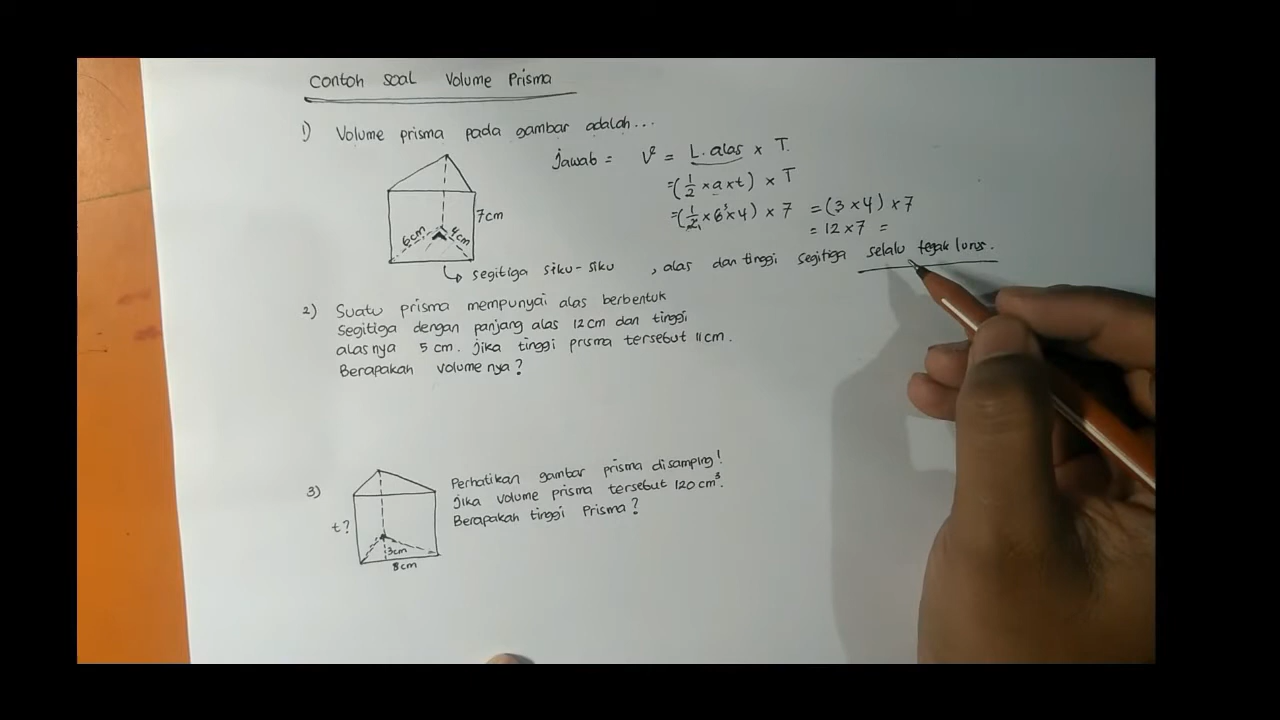 Contoh soal Volume Prisma
1) Volume prisma pada gambar adalah...
7cm
6cm
4cm
Jawab = V = L. alas x T.
= (1/2 x a x t) x T
= (1/2 x 6 3 x 4) x 7 = (3 x 4) x 7
= 12 x 7 =
↳ segitiga siku-siku , alas dan tinggi segitiga selalu tegak lurus.
2) Suatu prisma mempunyai alas berbentuk
segitiga dengan panjang alas 12 cm dan tinggi
alasnya 5 cm. Jika tinggi prisma tersebut 11 cm.
Berapakah volume nya?
3)
t?
3cm
8cm
Perhatikan gambar prisma disamping!
Jika volume prisma tersebut 120 cm³.
Berapakah tinggi Prisma?